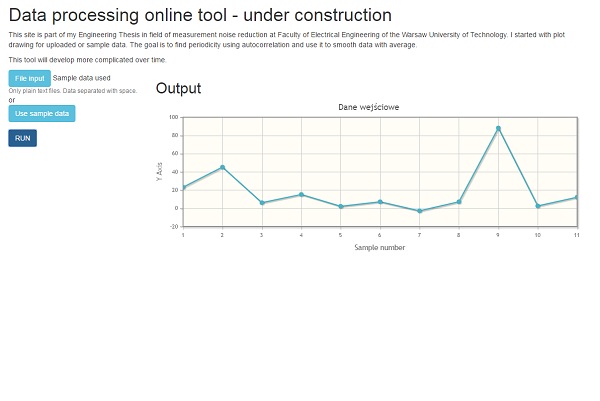 Data processing online tool - under construction
This site is part of my Engineering Thesis in field of measurement noise reduction at Faculty of Electrical Engineering of the Warsaw University of Technology. I started with plot
drawing for uploaded or sample data. The goal is to find periodicity using autocorrelation and use it to smooth data with average.
This tool will develop more complicated over time.
File input Sample data used
Only plain text files. Data separated with space.
or
Use sample data
RUN
Output
Dane wejściowe
100
80
60
40
20
0
-20
Y Axis
1 2 3 4 5 6 7 8 9 10 11
Sample number